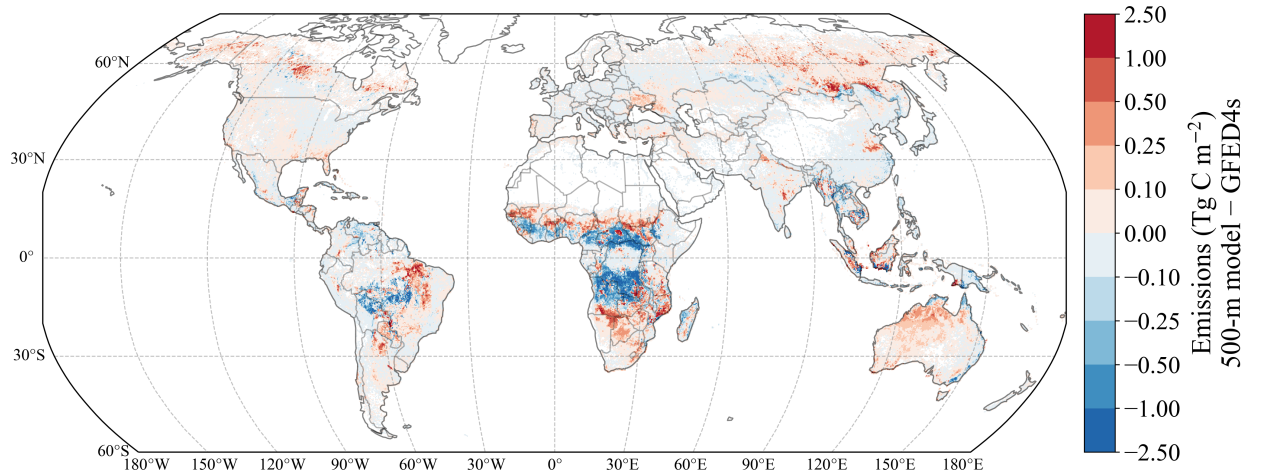 60°N
30°N
0°
30°S
60°S
180°W 150°W 120°W 90°W 60°W 30°W 0° 30°E 60°E 90°E 120°E 150°E 180°E
2.50
1.00
0.50
0.25
0.10
0.00
−0.10
−0.25
−0.50
−1.00
−2.50
Emissions (Tg C m⁻²)
500-m model − GFED4s